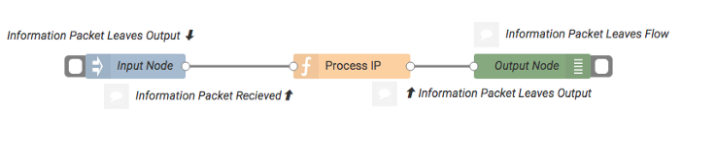 Information Packet Leaves Output ⬇
Information Packet Leaves Flow
Input Node
Process IP
Output Node
Information Packet Recieved ⬆
⬆ Information Packet Leaves Output